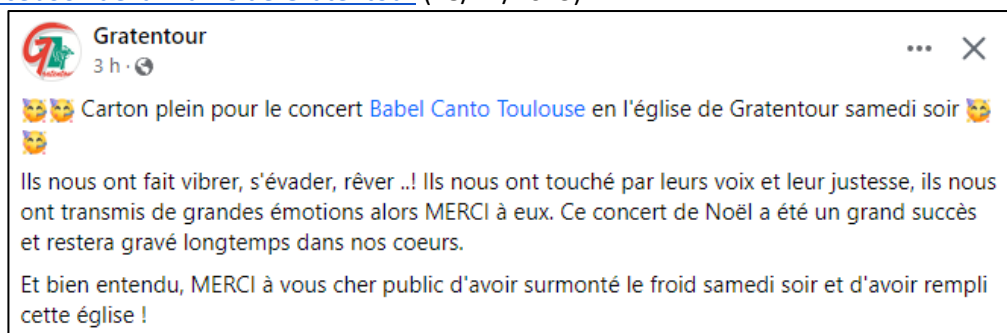 Gratentour
3 h ·
Carton plein pour le concert Babel Canto Toulouse en l'église de Gratentour samedi soir
Ils nous ont fait vibrer, s'évader, rêver ..! Ils nous ont touché par leurs voix et leur justesse, ils nous
ont transmis de grandes émotions alors MERCI à eux. Ce concert de Noël a été un grand succès
et restera gravé longtemps dans nos coeurs.
Et bien entendu, MERCI à vous cher public d'avoir surmonté le froid samedi soir et d'avoir rempli
cette église !